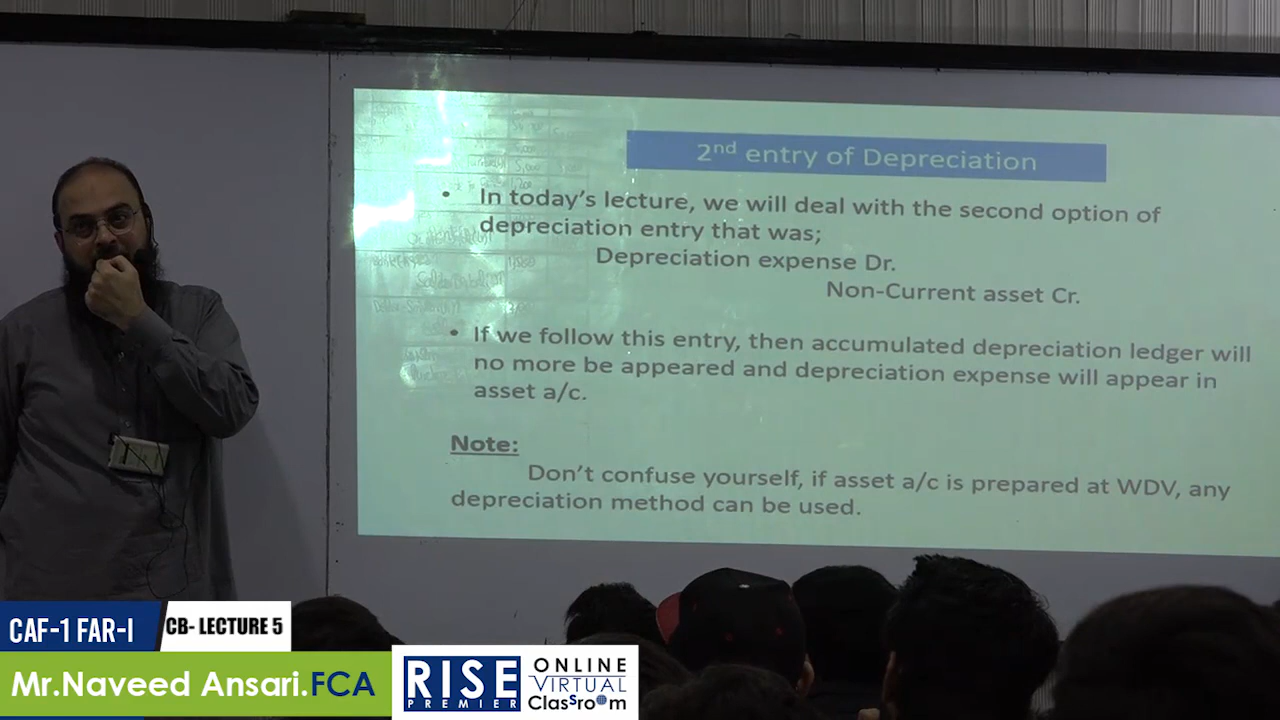 2nd entry of Depreciation
• In today's lecture, we will deal with the second option of
depreciation entry that was;
Depreciation expense Dr.
Non-Current asset Cr.
• If we follow this entry, then accumulated depreciation ledger will
no more be appeared and depreciation expense will appear in
asset a/c.
Note:
Don't confuse yourself, if asset a/c is prepared at WDV, any
depreciation method can be used.
CAF-1 FAR-I
CB- LECTURE 5
Mr.Naveed Ansari.FCA
RISE
PREMIER
ONLINE
VIRTUAL
Classroom